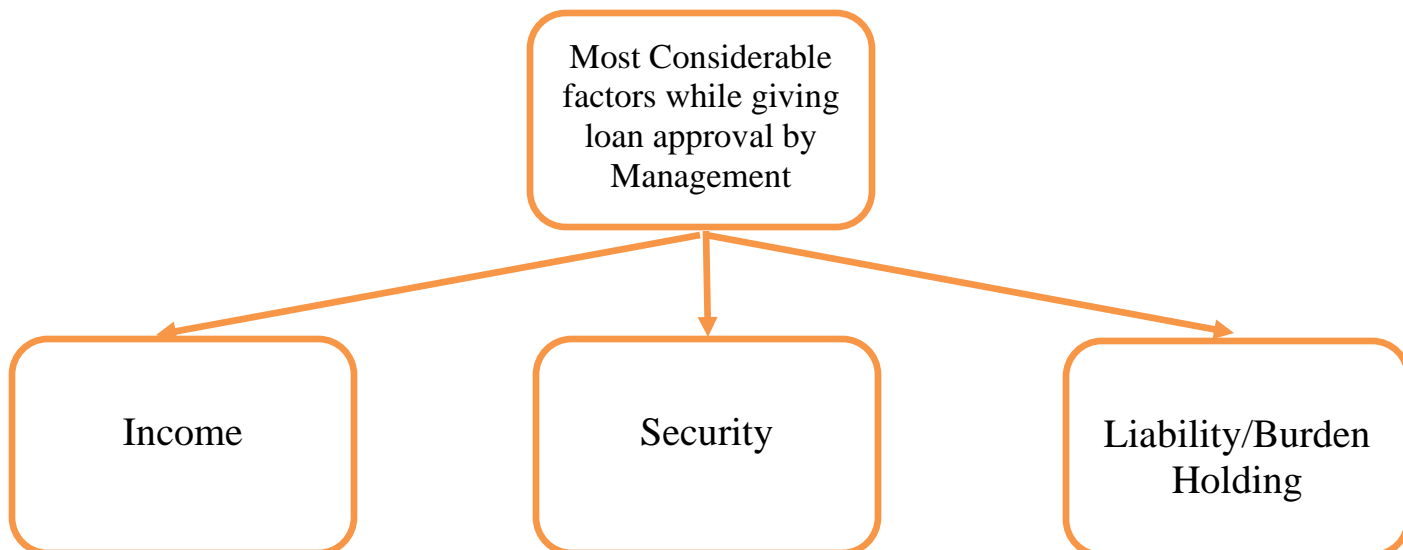 Most Considerable
factors while giving
loan approval by
Management
Income
Security
Liability/Burden
Holding